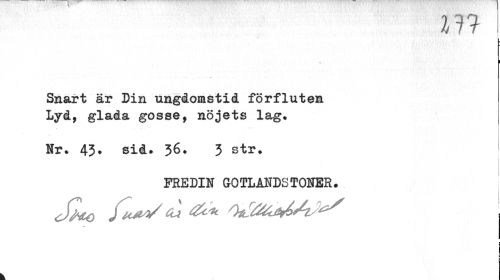 277
Snart är Din ungdomstid förfluten
Lyd, glada gosse, nöjets lag.
Nr. 43. sid. 36. 3 str.
FREDIN GOTLANDSTONER.
Snart är din